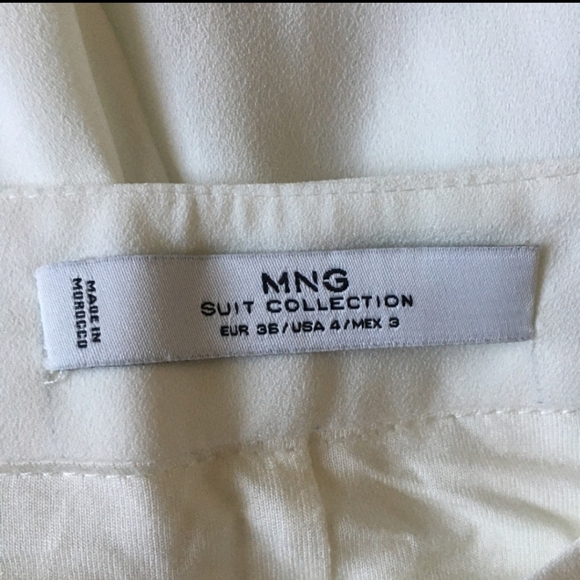 MNG
SUIT COLLECTION
EUR 36/USA 4/MEX 3
MADE IN
MOROCCO